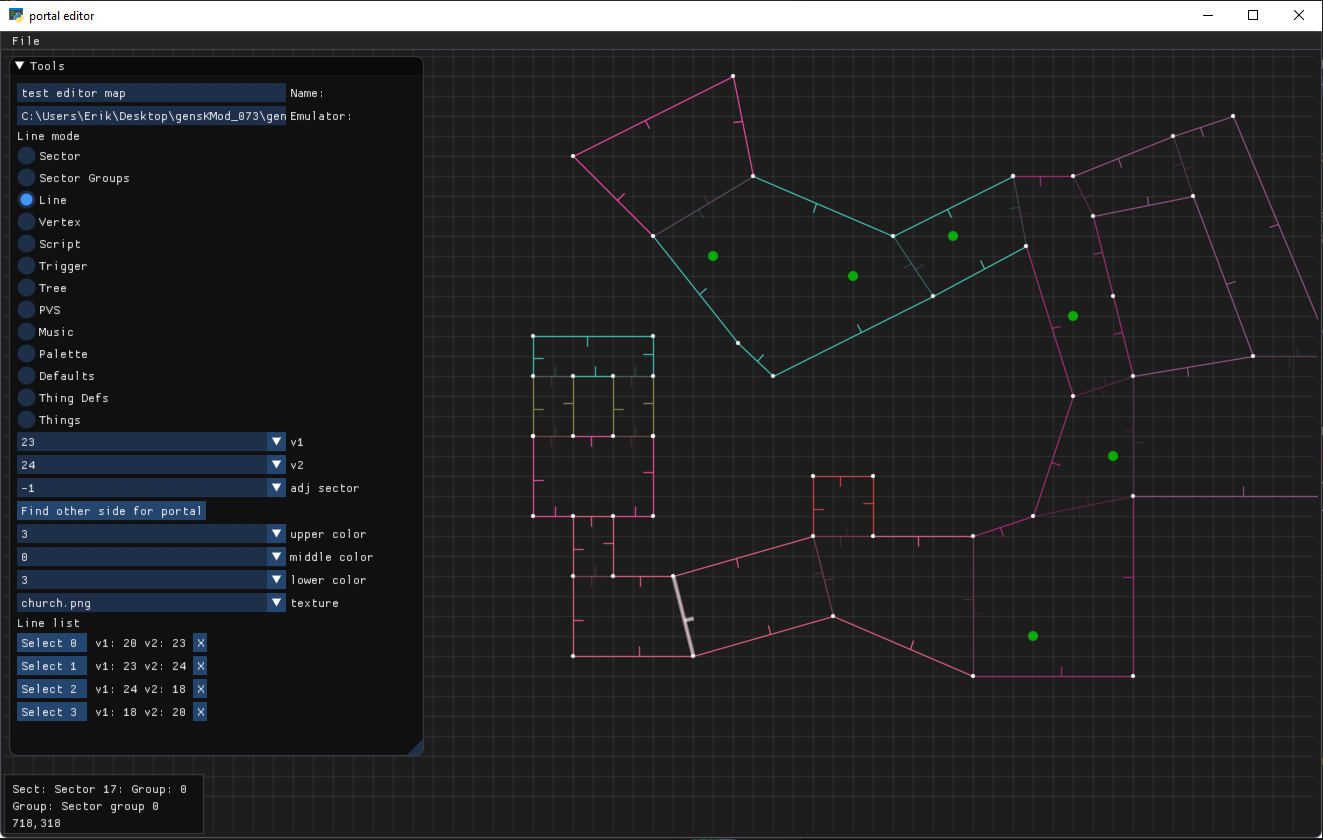 portal editor
File
Tools
test editor map Name:
C:\Users\Erik\Desktop\gensKMod_073\gen Emulator:
Line mode
Sector
Sector Groups
Line
Vertex
Script
Trigger
Tree
PVS
Music
Palette
Defaults
Thing Defs
Things
23 v1
24 v2
-1 adj sector
Find other side for portal
3 upper color
0 middle color
3 lower color
church.png texture
Line list
Select 0 v1: 20 v2: 23 X
Select 1 v1: 23 v2: 24 X
Select 2 v1: 24 v2: 18 X
Select 3 v1: 18 v2: 20 X
Sect: Sector 17: Group: 0
Group: Sector group 0
718,318